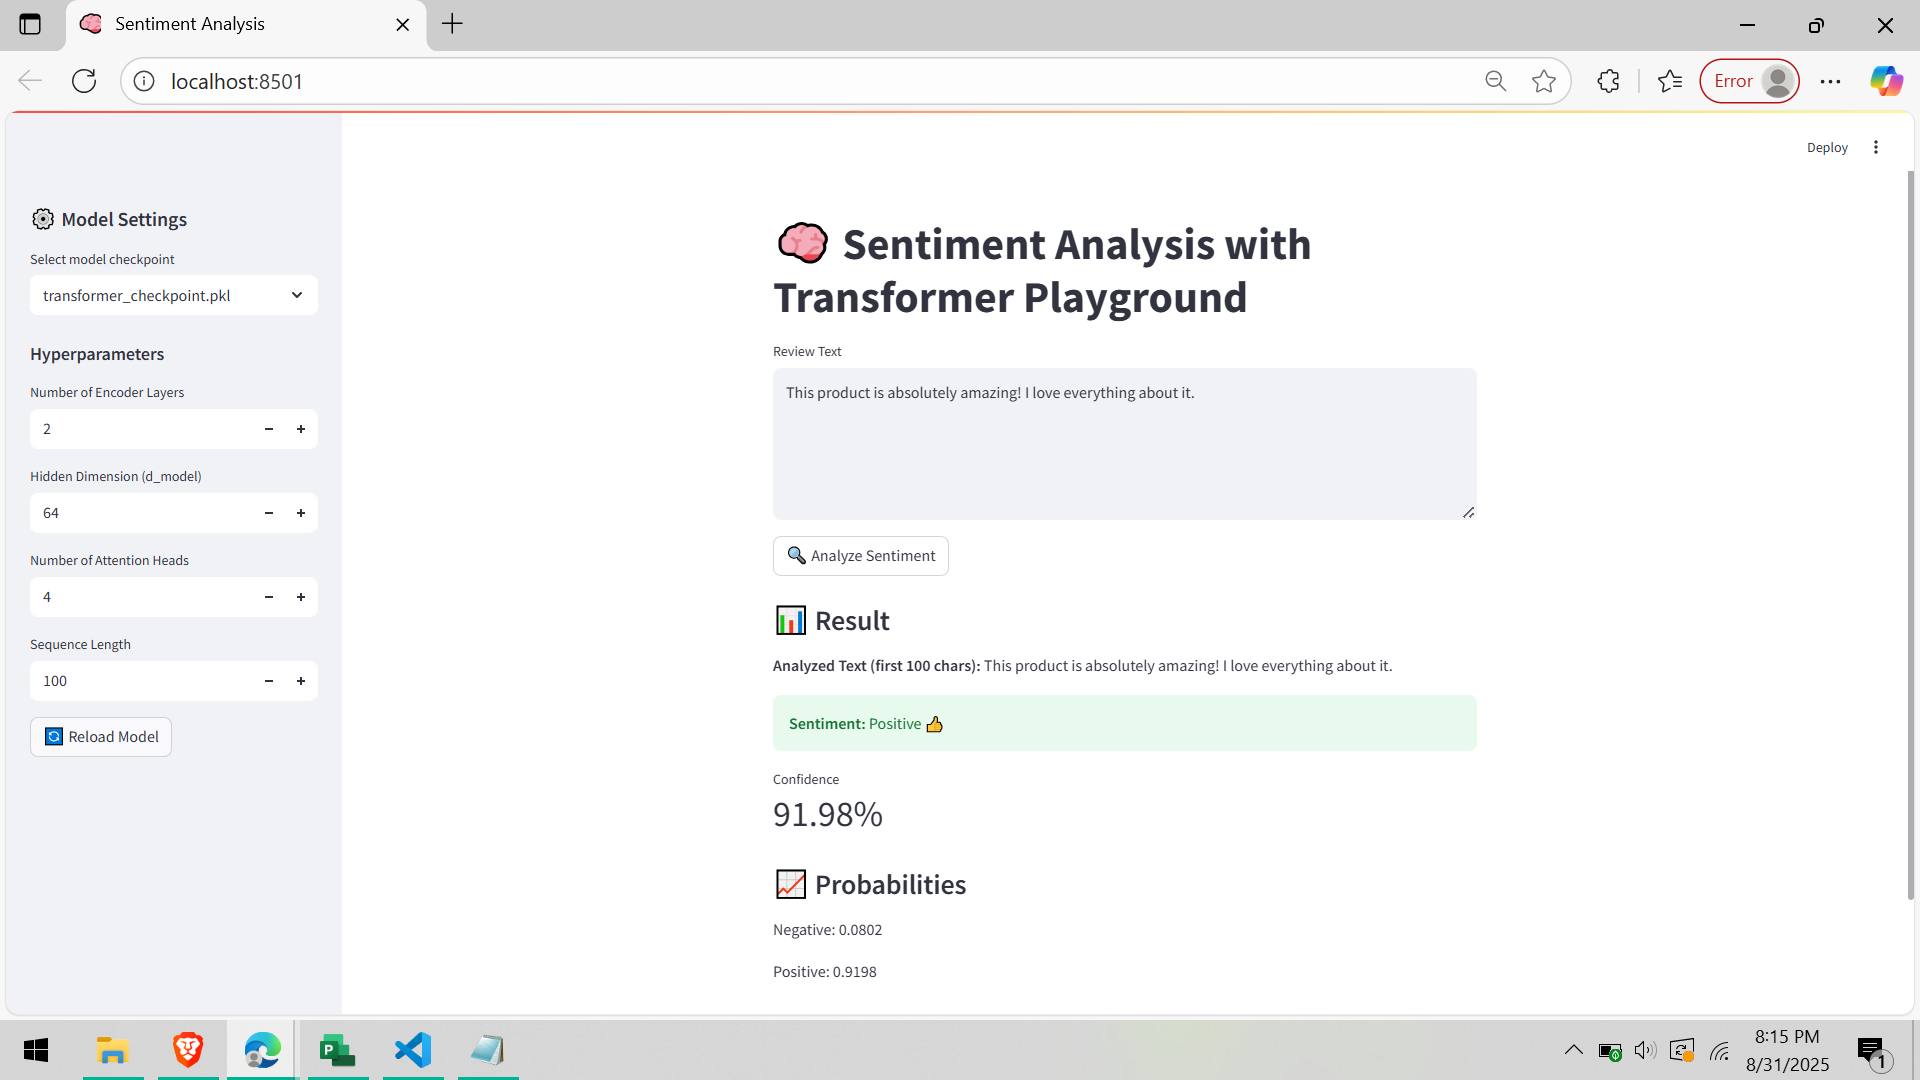 Sentiment Analysis
localhost:8501
Error
Deploy
Model Settings
Select model checkpoint
transformer_checkpoint.pkl
Hyperparameters
Number of Encoder Layers
2
Hidden Dimension (d_model)
64
Number of Attention Heads
4
Sequence Length
100
Reload Model
Sentiment Analysis with
Transformer Playground
Review Text
This product is absolutely amazing! I love everything about it.
Analyze Sentiment
Result
Analyzed Text (first 100 chars): This product is absolutely amazing! I love everything about it.
Sentiment: Positive 👍
Confidence
91.98%
Probabilities
Negative: 0.0802
Positive: 0.9198
P
8:15 PM
8/31/2025
1